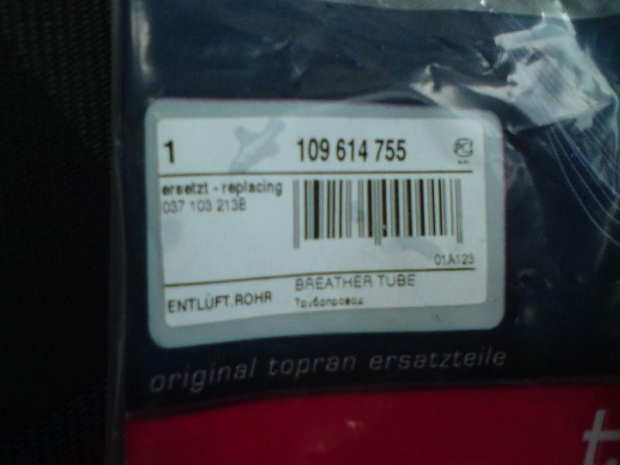 1 109 614 755
ersetzt - replacing
037 103 213B
01A123
BREATHER TUBE
ENTLÜFT.ROHR Трубопровод
original topran ersatzteile
t